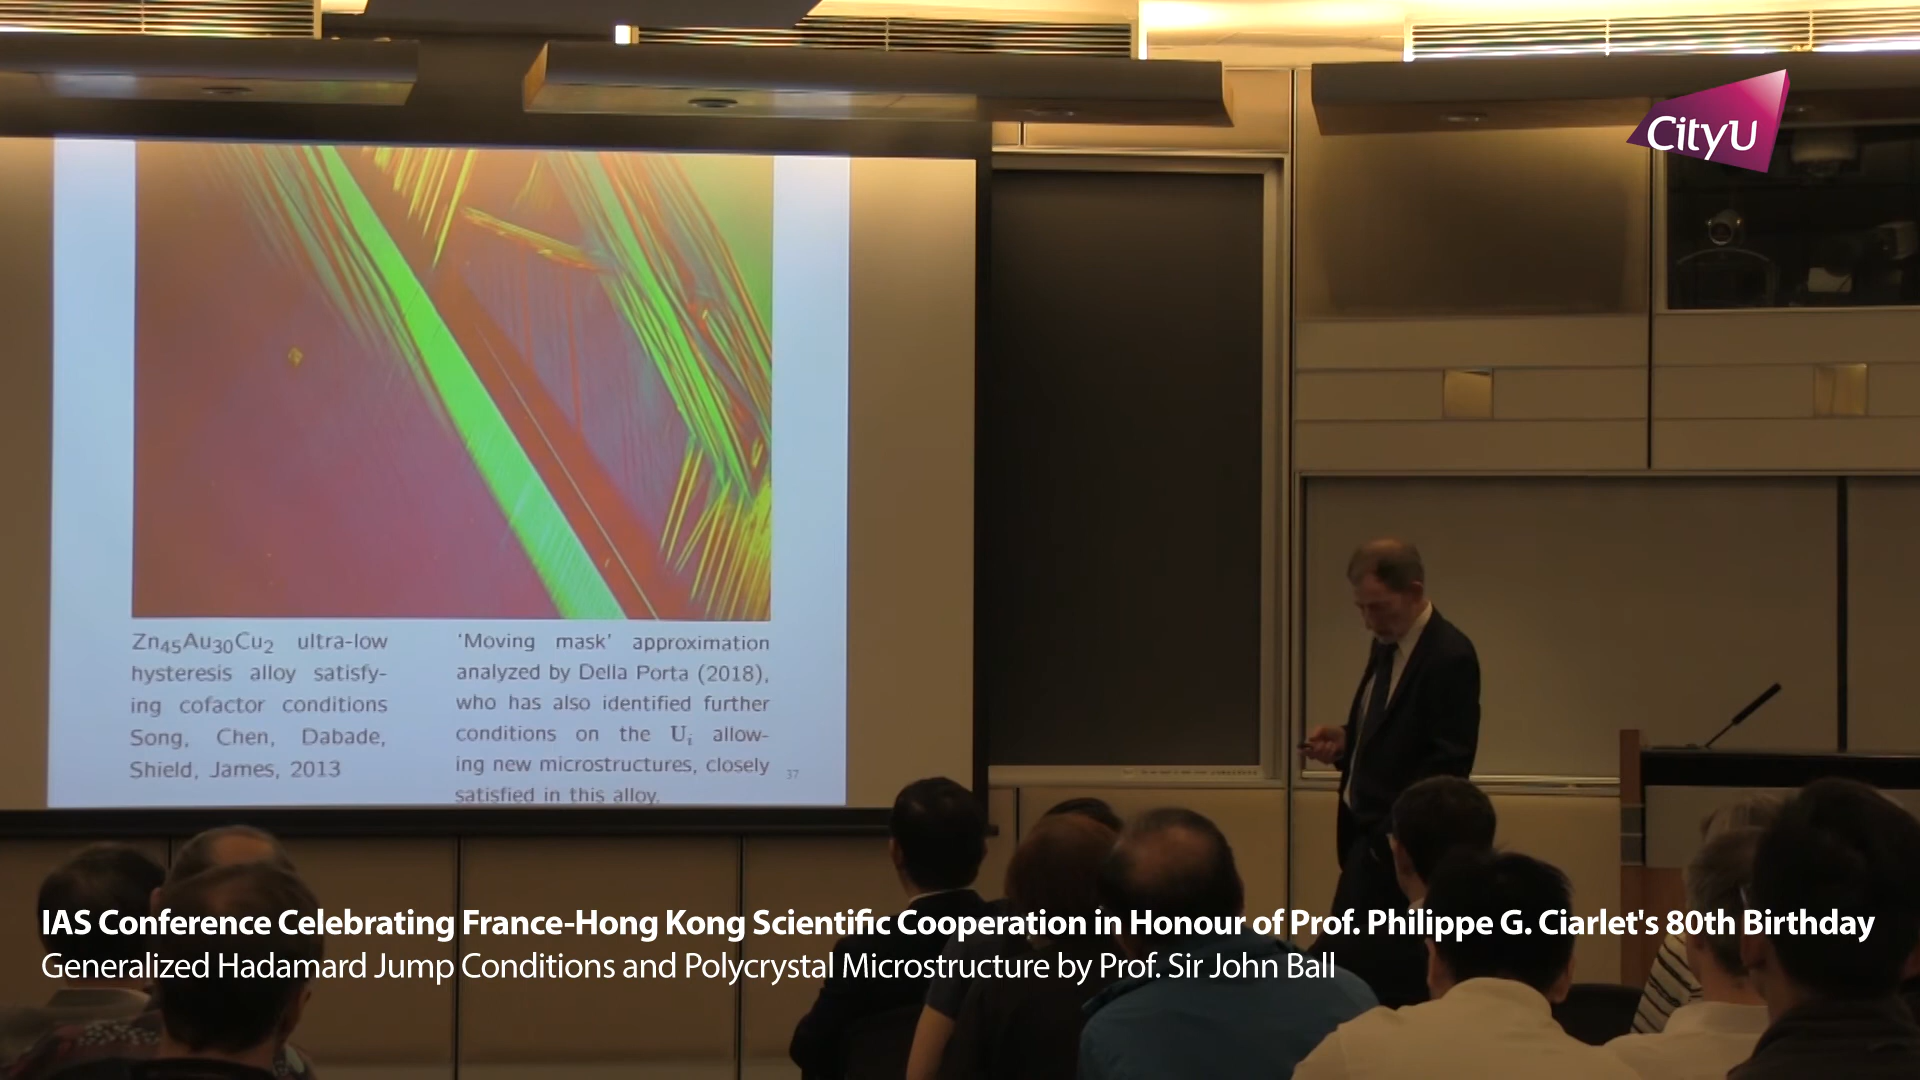 CityU
Zn45Au30Cu2 ultra-low
hysteresis alloy satisfy-
ing cofactor conditions
Song, Chen, Dabade,
Shield, James, 2013
'Moving mask' approximation
analyzed by Della Porta (2018),
who has also identified further
conditions on the Ui allow-
ing new microstructures, closely
satisfied in this alloy.
37
IAS Conference Celebrating France-Hong Kong Scientific Cooperation in Honour of Prof. Philippe G. Ciarlet's 80th Birthday
Generalized Hadamard Jump Conditions and Polycrystal Microstructure by Prof. Sir John Ball